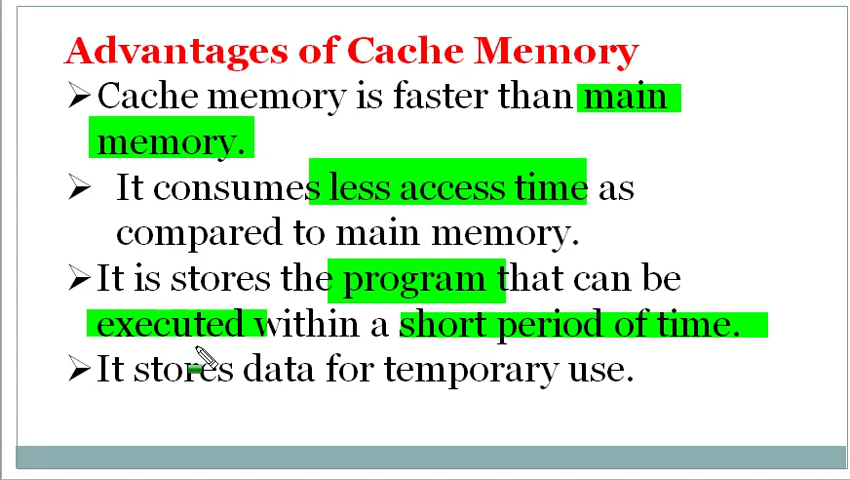 Advantages of Cache Memory
➢Cache memory is faster than main
memory.
➢ It consumes less access time as
compared to main memory.
➢It is stores the program that can be
executed within a short period of time.
➢It stores data for temporary use.